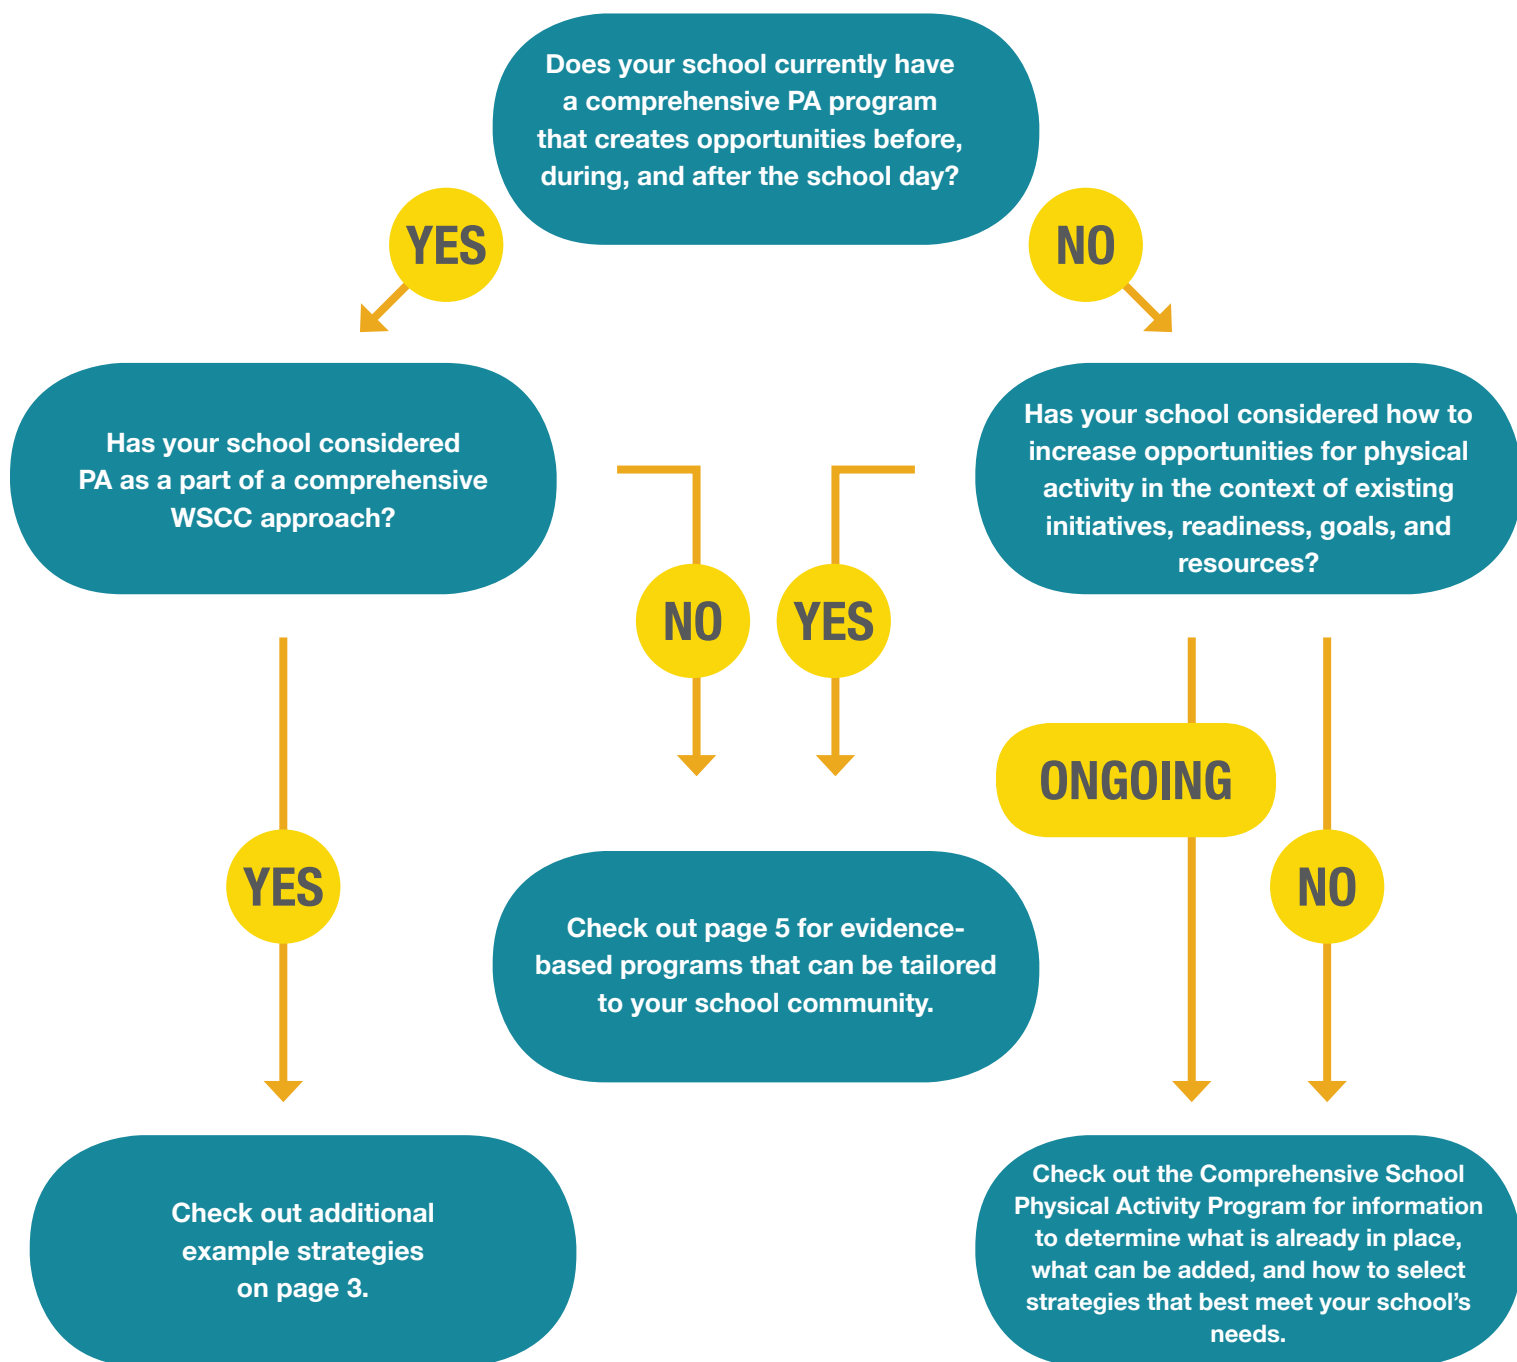 Does your school currently have
a comprehensive PA program
that creates opportunities before,
during, and after the school day?
YES
NO
Has your school considered
PA as a part of a comprehensive
WSCC approach?
Has your school considered how to
increase opportunities for physical
activity in the context of existing
initiatives, readiness, goals, and
resources?
NO
YES
ONGOING
YES
NO
Check out page 5 for evidence-
based programs that can be tailored
to your school community.
Check out additional
example strategies
on page 3.
Check out the Comprehensive School
Physical Activity Program for information
to determine what is already in place,
what can be added, and how to select
strategies that best meet your school's
needs.